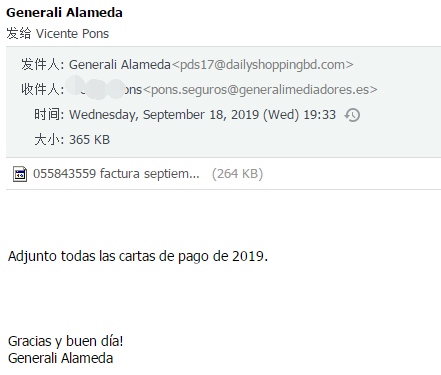 Generali Alameda
发给 Vicente Pons
发件人: Generali Alameda<pds17@dailyshoppingbd.com>
收件人: ons<pons.seguros@generalimediadores.es>
时间: Wednesday, September 18, 2019 (Wed) 19:33
大小: 365 KB
055843559 factura septiem... (264 KB)
Adjunto todas las cartas de pago de 2019.
Gracias y buen día!
Generali Alameda